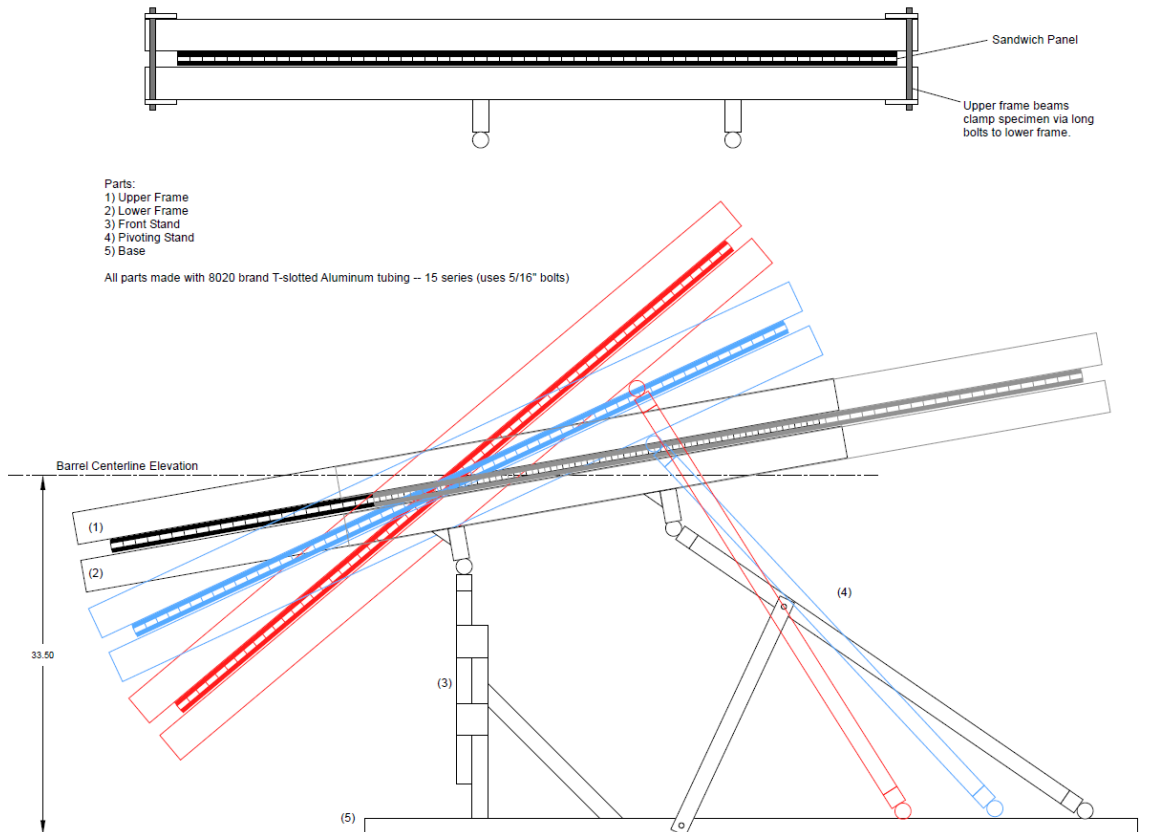 Sandwich Panel
Upper frame beams
clamp specimen via long
bolts to lower frame.
Parts:
1) Upper Frame
2) Lower Frame
3) Front Stand
4) Pivoting Stand
5) Base
All parts made with 8020 brand T-slotted Aluminum tubing -- 15 series (uses 5/16" bolts)
Barrel Centerline Elevation
(1)
(2)
(4)
33.50
(3)
(5)